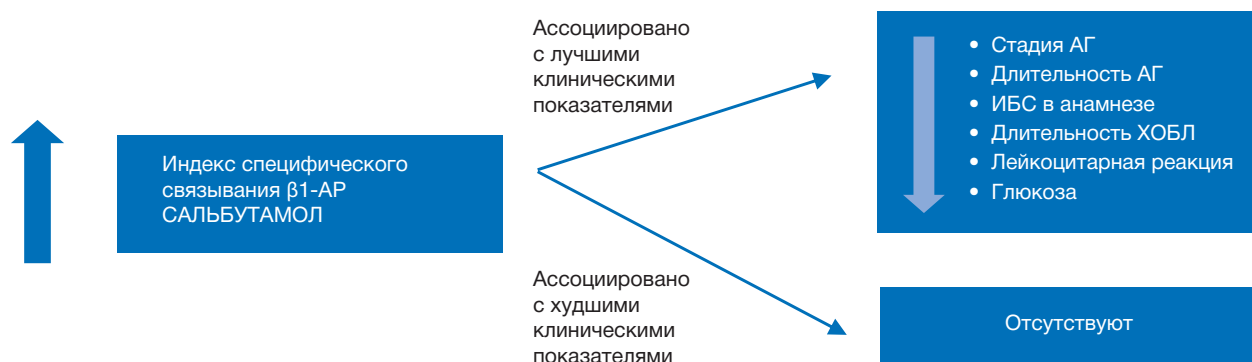 Ассоциировано
с лучшими
клиническими
показателями
Индекс специфического
связывания β1-АР
САЛЬБУТАМОЛ
• Стадия АГ
• Длительность АГ
• ИБС в анамнезе
• Длительность ХОБЛ
• Лейкоцитарная реакция
• Глюкоза
Ассоциировано
с худшими
клиническими
показателями
Отсутствуют